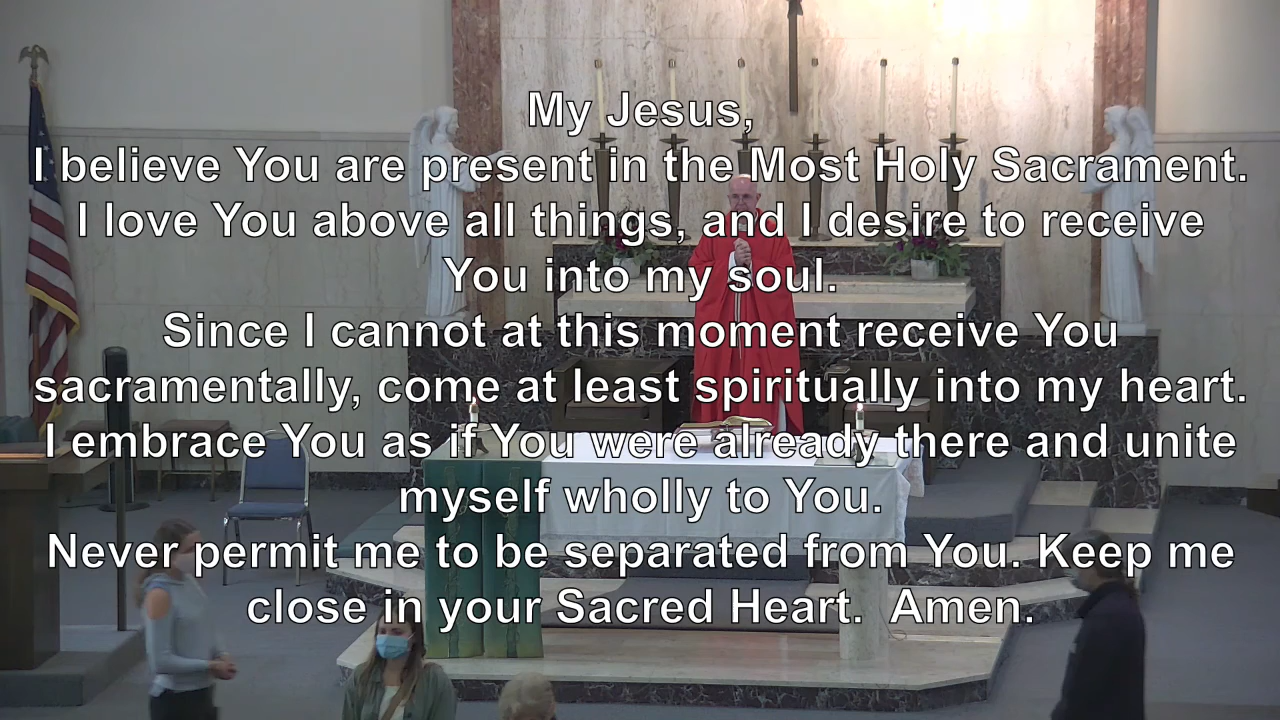 My Jesus,
I believe You are present in the Most Holy Sacrament.
I love You above all things, and I desire to receive
You into my soul.
Since I cannot at this moment receive You
sacramentally, come at least spiritually into my heart.
I embrace You as if You were already there and unite
myself wholly to You.
Never permit me to be separated from You. Keep me
close in your Sacred Heart.  Amen.